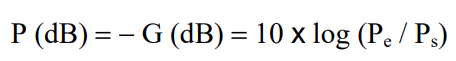 P (dB) = – G (dB) = 10 x log (Pₑ / Pₛ)